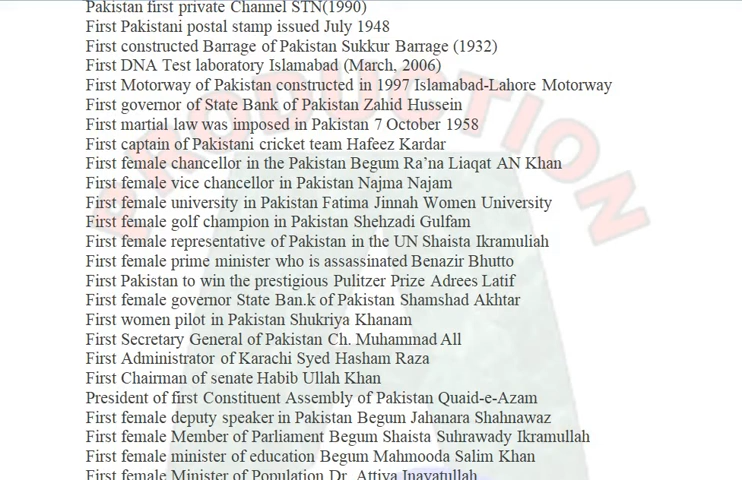 Pakistan first private Channel STN(1990)
First Pakistani postal stamp issued July 1948
First constructed Barrage of Pakistan Sukkur Barrage (1932)
First DNA Test laboratory Islamabad (March, 2006)
First Motorway of Pakistan constructed in 1997 Islamabad-Lahore Motorway
First governor of State Bank of Pakistan Zahid Hussein
First martial law was imposed in Pakistan 7 October 1958
First captain of Pakistani cricket team Hafeez Kardar
First female chancellor in the Pakistan Begum Ra’na Liaqat AN Khan
First female vice chancellor in Pakistan Najma Najam
First female university in Pakistan Fatima Jinnah Women University
First female golf champion in Pakistan Shehzadi Gulfam
First female representative of Pakistan in the UN Shaista Ikramuliah
First female prime minister who is assassinated Benazir Bhutto
First Pakistan to win the prestigious Pulitzer Prize Adrees Latif
First female governor State Ban.k of Pakistan Shamshad Akhtar
First women pilot in Pakistan Shukriya Khanam
First Secretary General of Pakistan Ch. Muhammad All
First Administrator of Karachi Syed Hasham Raza
First Chairman of senate Habib Ullah Khan
President of first Constituent Assembly of Pakistan Quaid-e-Azam
First female deputy speaker in Pakistan Begum Jahanara Shahnawaz
First female Member of Parliament Begum Shaista Suhrawady Ikramullah
First female minister of education Begum Mahmooda Salim Khan
First female Minister of Population Dr. Attiya Inayatullah
PRODUCTION